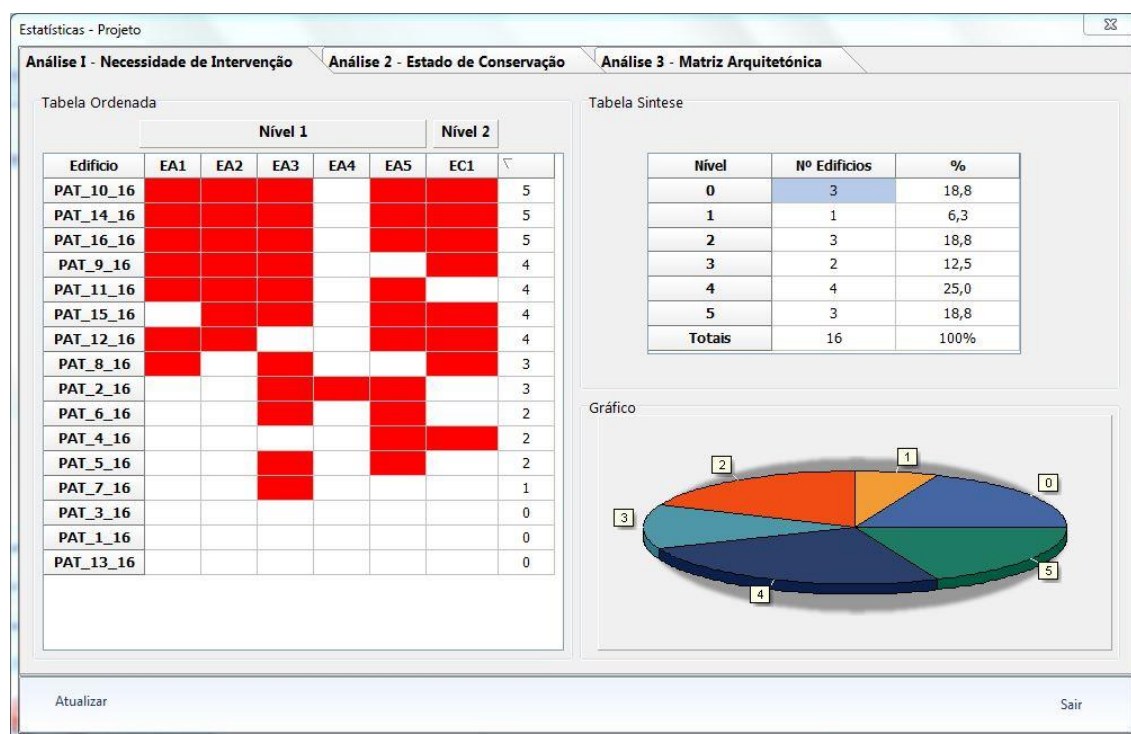 Estatísticas - Projeto
Análise I - Necessidade de Intervenção Análise 2 - Estado de Conservação Análise 3 - Matriz Arquitetónica
Tabela Ordenada
Nível 1 Nível 2
Edificio EA1 EA2 EA3 EA4 EA5 EC1
PAT_10_16 5
PAT_14_16 5
PAT_16_16 5
PAT_9_16 4
PAT_11_16 4
PAT_15_16 4
PAT_12_16 4
PAT_8_16 3
PAT_2_16 3
PAT_6_16 2
PAT_4_16 2
PAT_5_16 2
PAT_7_16 1
PAT_3_16 0
PAT_1_16 0
PAT_13_16 0
Tabela Sintese
Nível Nº Edificios %
0 3 18,8
1 1 6,3
2 3 18,8
3 2 12,5
4 4 25,0
5 3 18,8
Totais 16 100%
Gráfico
1
2
0
3
5
4
Atualizar Sair